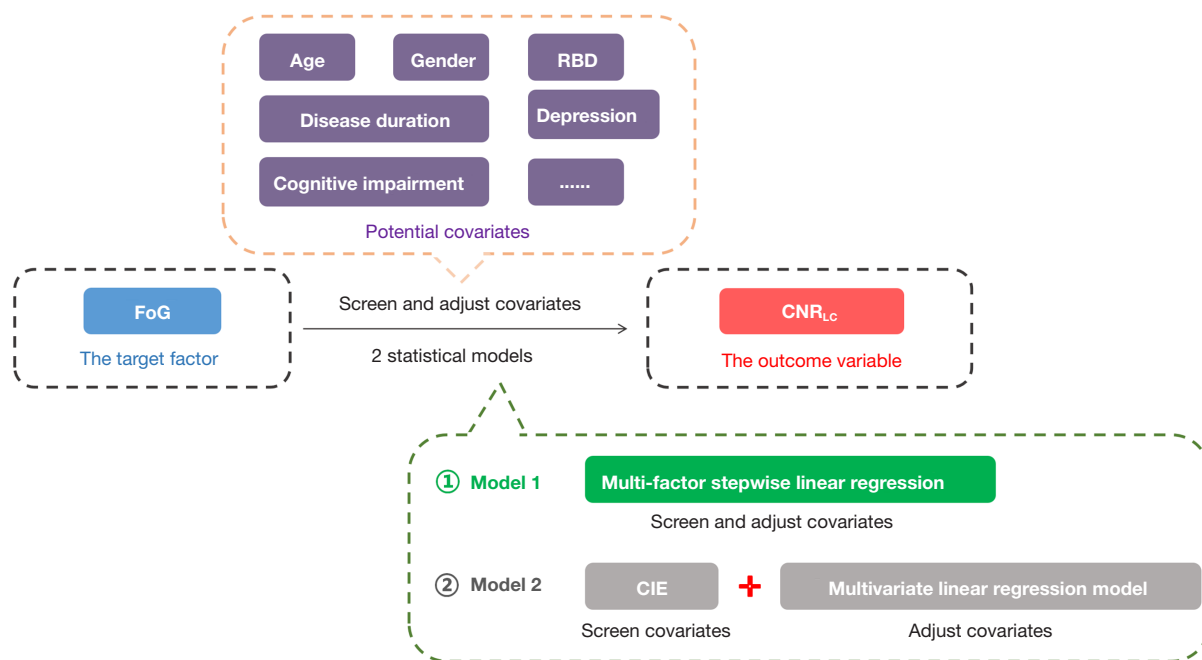 Age
Gender
RBD
Disease duration
Depression
Cognitive impairment
......
Potential covariates
FoG
The target factor
Screen and adjust covariates
2 statistical models
CNR_LC
The outcome variable
① Model 1
Multi-factor stepwise linear regression
Screen and adjust covariates
② Model 2
CIE
+
Multivariate linear regression model
Screen covariates
Adjust covariates